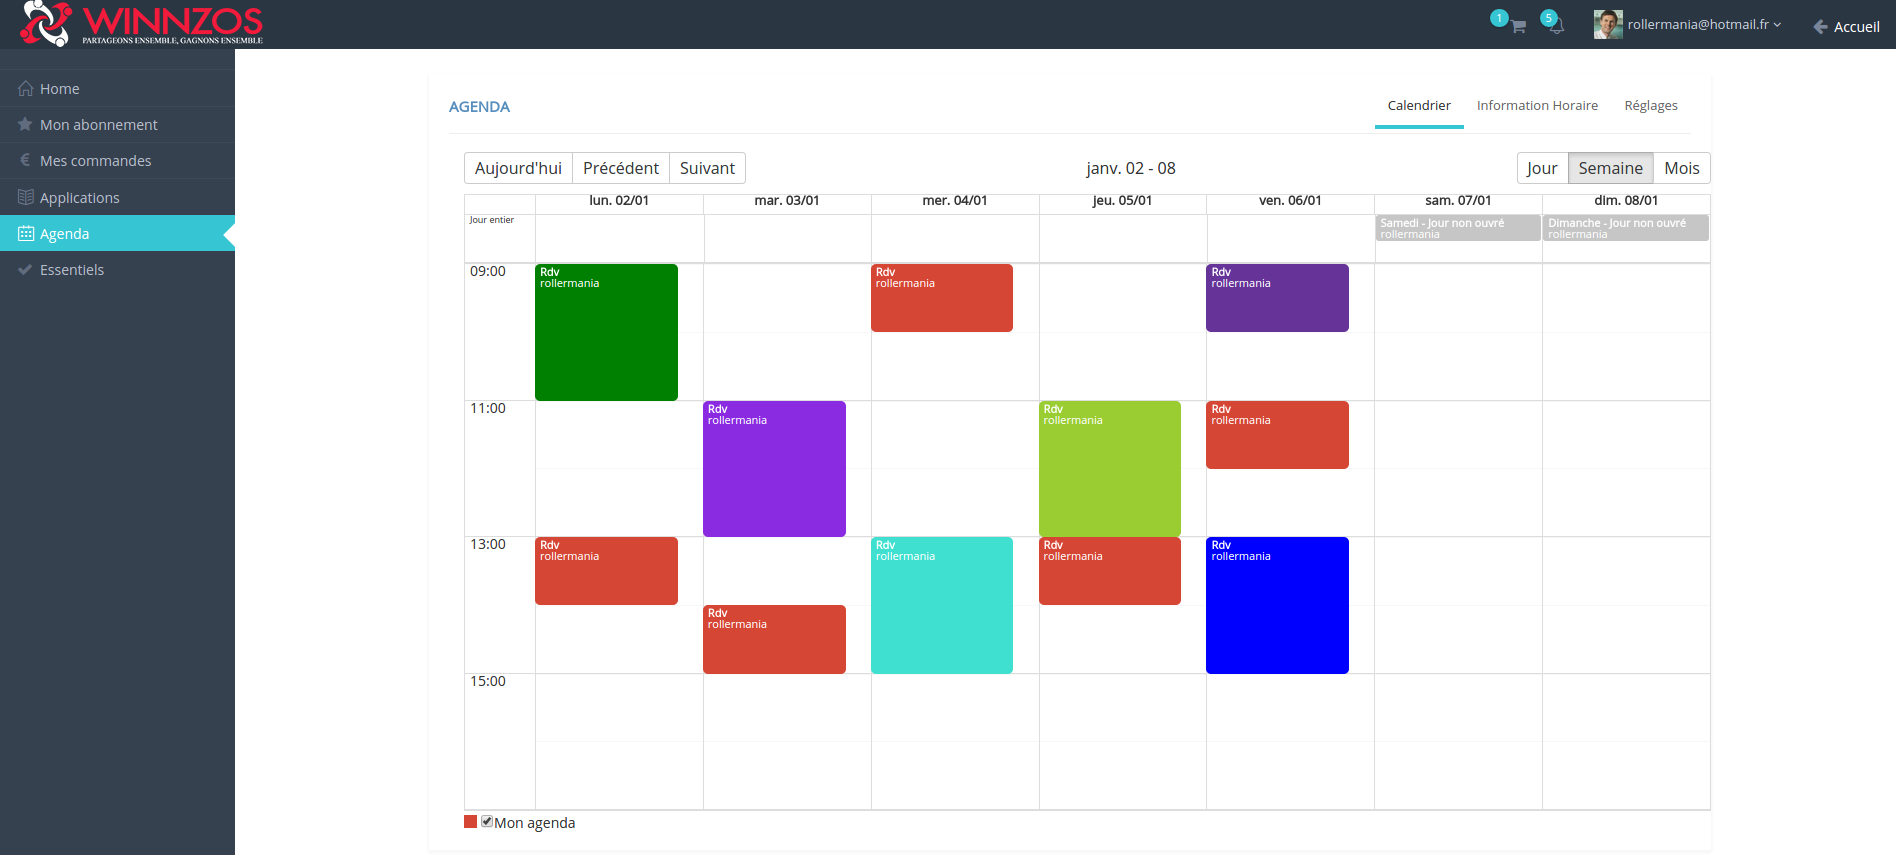 WINNZOS
PARTAGEONS ENSEMBLE, GAGNONS ENSEMBLE
1
5
rollermania@hotmail.fr
Accueil
Home
Mon abonnement
Mes commandes
Applications
Agenda
Essentiels
AGENDA
Calendrier
Information Horaire
Réglages
Aujourd'hui
Précédent
Suivant
janv. 02 - 08
Jour
Semaine
Mois
lun. 02/01
mar. 03/01
mer. 04/01
jeu. 05/01
ven. 06/01
sam. 07/01
dim. 08/01
Jour entier
Samedi - Jour non ouvré
rollermania
Dimanche - Jour non ouvré
rollermania
09:00
Rdv
rollermania
Rdv
rollermania
Rdv
rollermania
11:00
Rdv
rollermania
Rdv
rollermania
Rdv
rollermania
13:00
Rdv
rollermania
Rdv
rollermania
Rdv
rollermania
Rdv
rollermania
Rdv
rollermania
15:00
Mon agenda